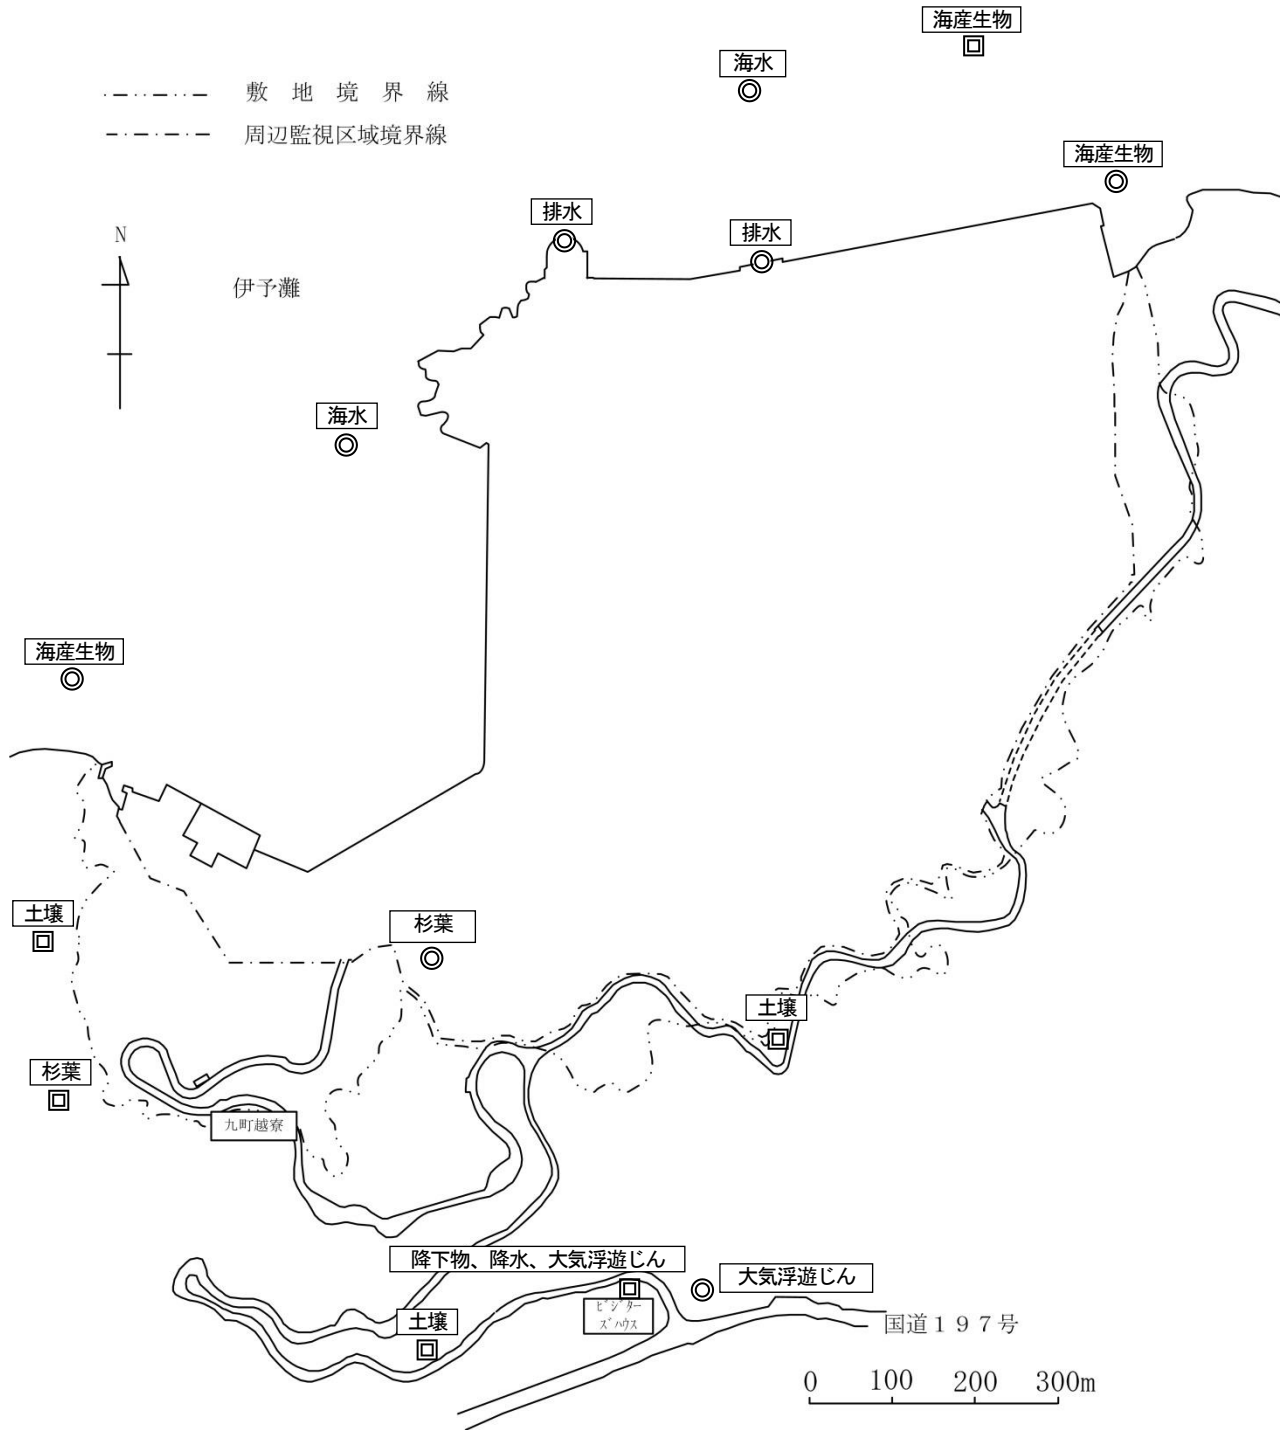 海産生物
海水
敷地境界線
周辺監視区域境界線
海産生物
排水
排水
N
伊予灘
海水
海産生物
土壌
杉葉
土壌
杉葉
九町越寮
降下物、降水、大気浮遊じん
大気浮遊じん
ビジター
ズハウス
土壌
国道197号
0 100 200 300m